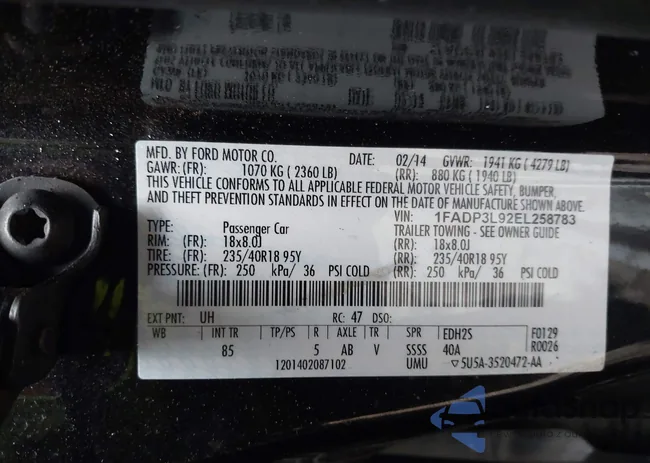 MFD. BY FORD MOTOR CO. DATE: 02/14 GVWR: 1941 KG ( 4279 LB)
GAWR: (FR): 1070 KG ( 2360 LB) (RR): 880 KG ( 1940 LB)
THIS VEHICLE CONFORMS TO ALL APPLICABLE FEDERAL MOTOR VEHICLE SAFETY, BUMPER,
AND THEFT PREVENTION STANDARDS IN EFFECT ON THE DATE OF MANUFACTURE SHOWN ABOVE.
VIN: 1FADP3L92EL258783
TYPE: Passenger Car TRAILER TOWING - SEE OWNER GUIDE
RIM: (FR): 18x8.0J (RR): 18x8.0J
TIRE: (FR): 235/40R18 95Y (RR): 235/40R18 95Y
PRESSURE: (FR): 250 kPa/ 36 PSI COLD (RR): 250 kPa/ 36 PSI COLD
EXT PNT: UH RC: 47 DSO:
WB INT TR TP/PS R AXLE TR SPR EDH2S F0129
85 5 AB V SSSS 40A R0026
1201402087102 UMU ▽5U5A-3520472-AA